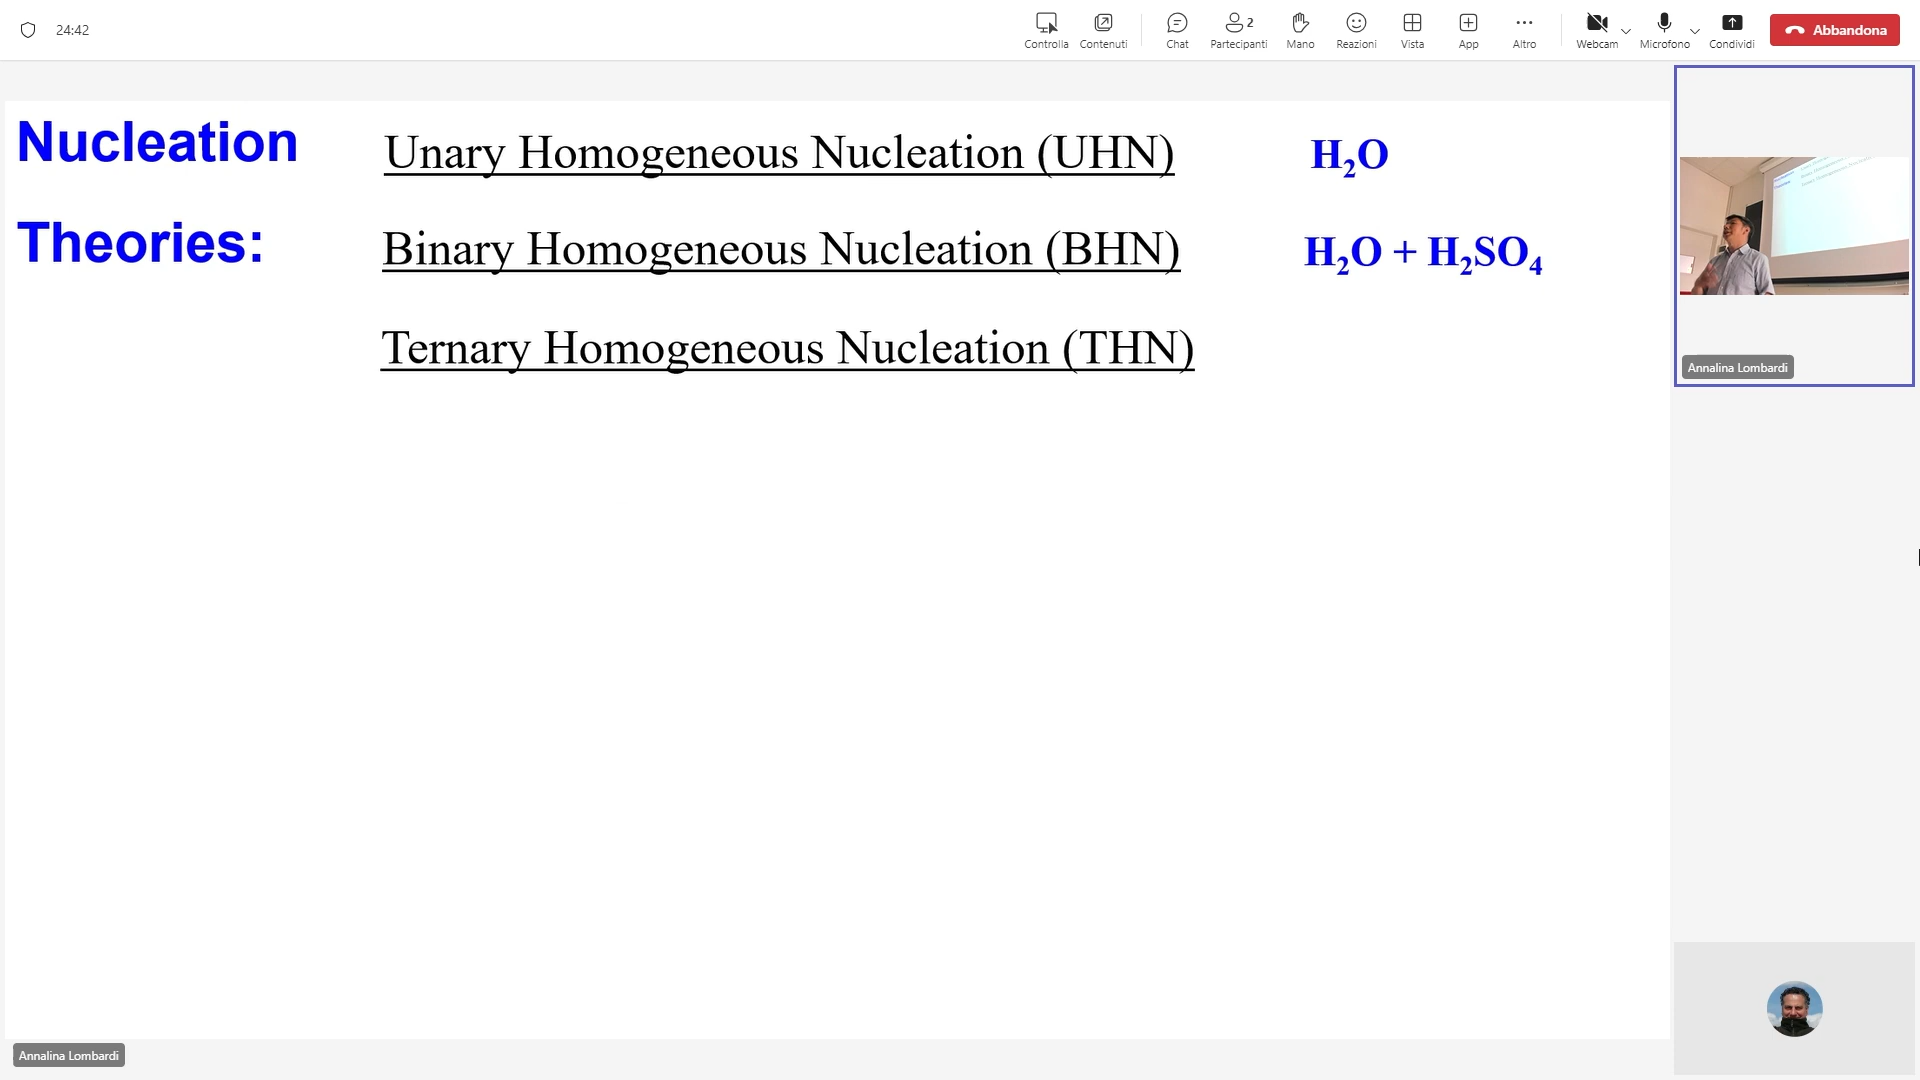 24:42
Controlla
Contenuti
Chat
2
Partecipanti
Mano
Reazioni
Vista
App
Altro
Webcam
Microfono
Condividi
Abbandona
Nucleation
Unary Homogeneous Nucleation (UHN)
H₂O
Theories:
Binary Homogeneous Nucleation (BHN)
H₂O + H₂SO₄
Ternary Homogeneous Nucleation (THN)
Annalina Lombardi
Annalina Lombardi